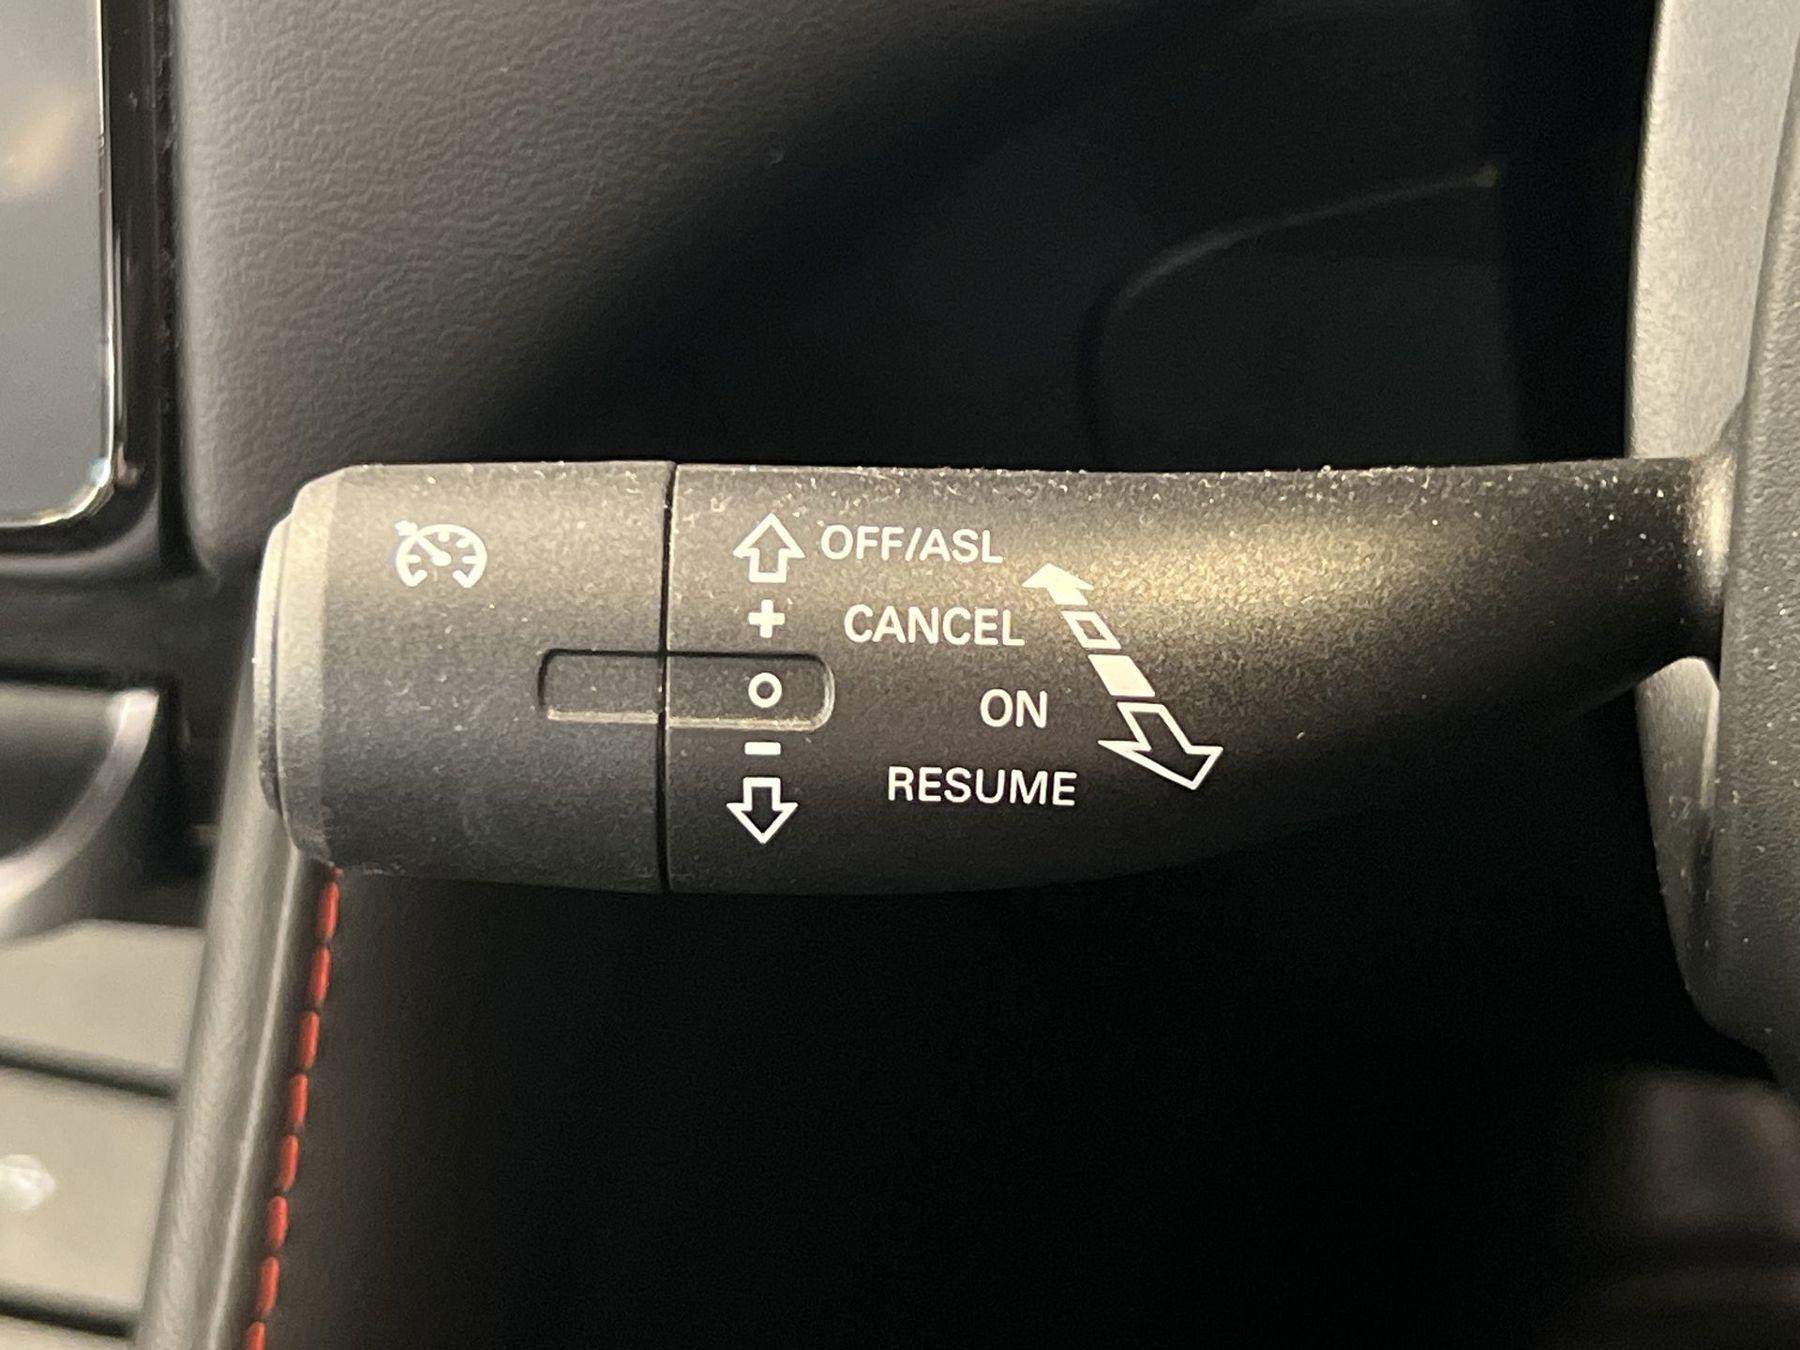 OFF/ASL
+ CANCEL
O ON
- RESUME